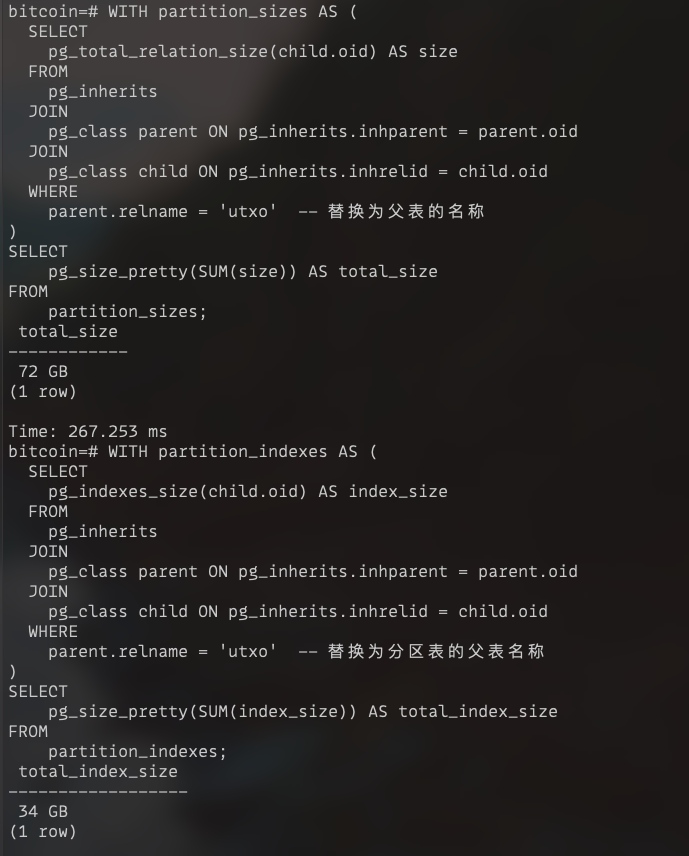 bitcoin=# WITH partition_sizes AS (
  SELECT
    pg_total_relation_size(child.oid) AS size
  FROM
    pg_inherits
  JOIN
    pg_class parent ON pg_inherits.inhparent = parent.oid
  JOIN
    pg_class child ON pg_inherits.inhrelid = child.oid
  WHERE
    parent.relname = 'utxo'  -- 替换为父表的名称
)
SELECT
    pg_size_pretty(SUM(size)) AS total_size
FROM
    partition_sizes;
 total_size
------------
 72 GB
(1 row)

Time: 267.253 ms
bitcoin=# WITH partition_indexes AS (
  SELECT
    pg_indexes_size(child.oid) AS index_size
  FROM
    pg_inherits
  JOIN
    pg_class parent ON pg_inherits.inhparent = parent.oid
  JOIN
    pg_class child ON pg_inherits.inhrelid = child.oid
  WHERE
    parent.relname = 'utxo'  -- 替换为分区表的父表名称
)
SELECT
    pg_size_pretty(SUM(index_size)) AS total_index_size
FROM
    partition_indexes;
 total_index_size
------------------
 34 GB
(1 row)